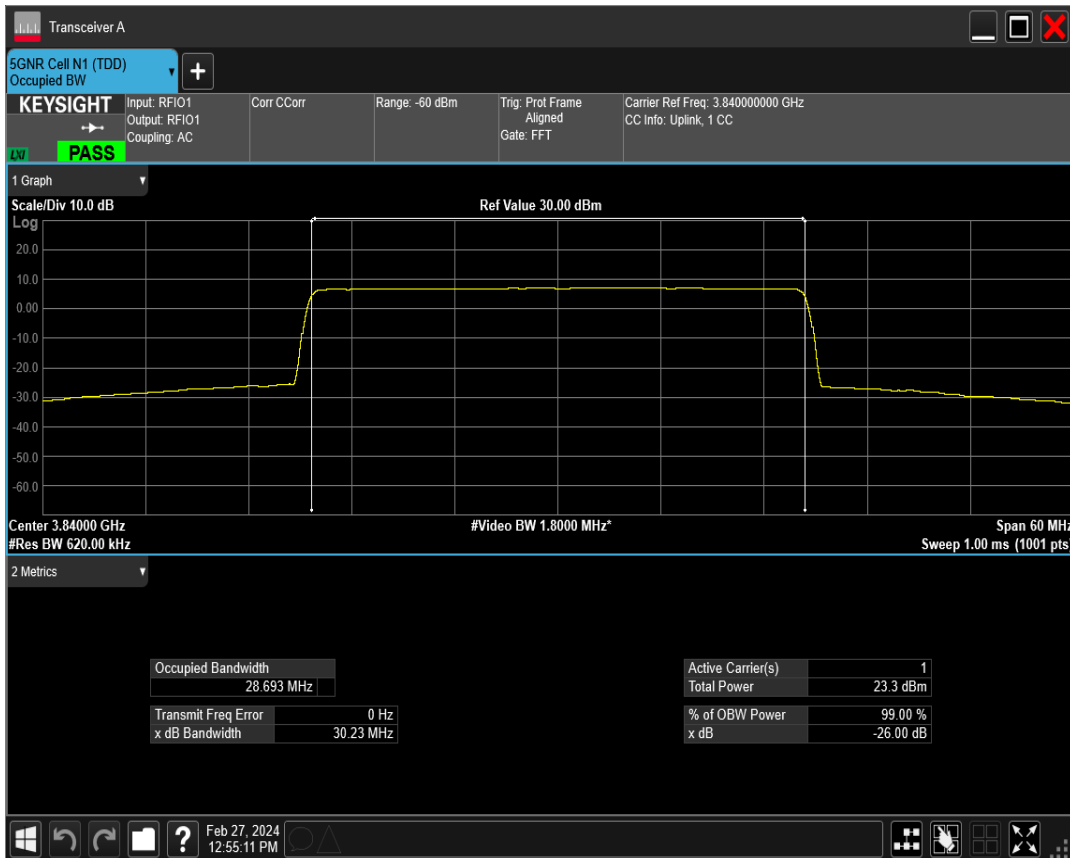 Transceiver A
5GNR Cell N1 (TDD)
Occupied BW
+
KEYSIGHT
LXI
PASS
Input: RFIO1
Output: RFIO1
Coupling: AC
Corr CCorr
Range: -60 dBm
Trig: Prot Frame
Aligned
Gate: FFT
Carrier Ref Freq: 3.840000000 GHz
CC Info: Uplink, 1 CC
1 Graph
Scale/Div 10.0 dB
Ref Value 30.00 dBm
Log
20.0
10.0
0.00
-10.0
-20.0
-30.0
-40.0
-50.0
-60.0
Center 3.84000 GHz
#Video BW 1.8000 MHz*
Span 60 MHz
#Res BW 620.00 kHz
Sweep 1.00 ms (1001 pts)
2 Metrics
Occupied Bandwidth
28.693 MHz
Transmit Freq Error 0 Hz
x dB Bandwidth 30.23 MHz
Active Carrier(s) 1
Total Power 23.3 dBm
% of OBW Power 99.00 %
x dB -26.00 dB
?
Feb 27, 2024
12:55:11 PM